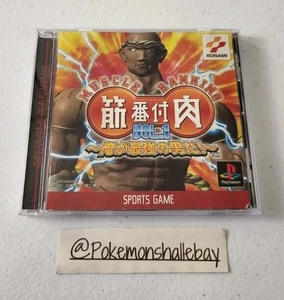 KONAMI
MUSCLE RANKING
筋肉番付
VOL.1
~俺が最強の男だ!~
PlayStation
SPORTS GAME
@Pokemonshallebay